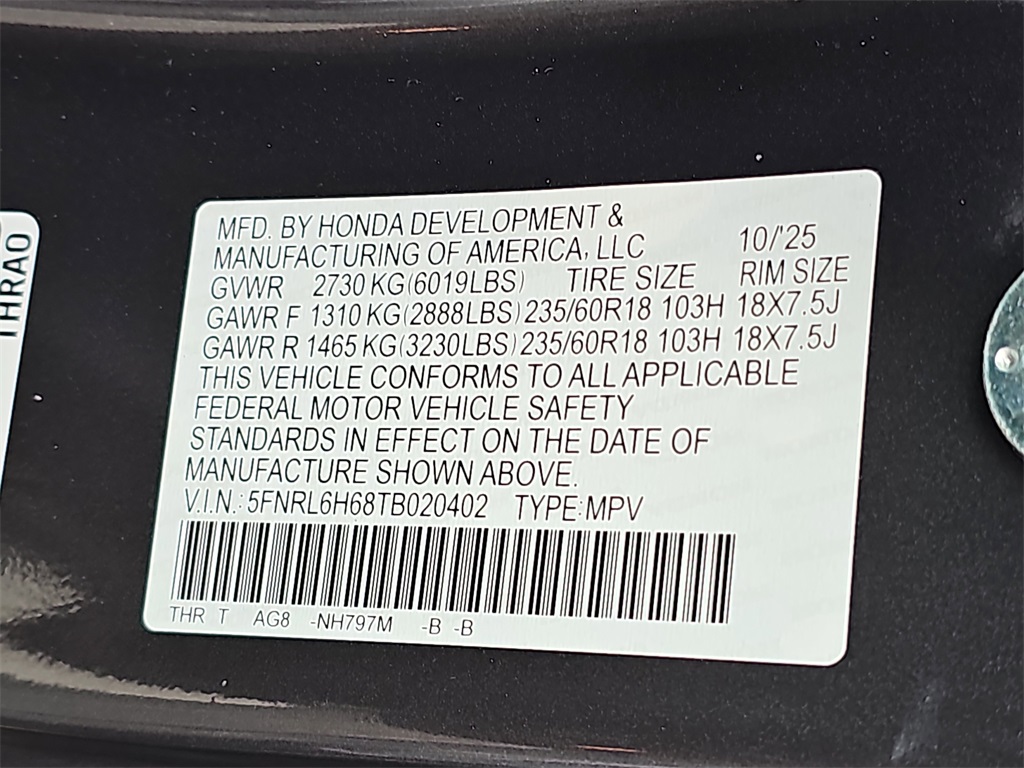 THRA0
MFD. BY HONDA DEVELOPMENT &
MANUFACTURING OF AMERICA, LLC 10/'25
GVWR 2730 KG(6019LBS) TIRE SIZE RIM SIZE
GAWR F 1310 KG(2888LBS) 235/60R18 103H 18X7.5J
GAWR R 1465 KG(3230LBS) 235/60R18 103H 18X7.5J
THIS VEHICLE CONFORMS TO ALL APPLICABLE
FEDERAL MOTOR VEHICLE SAFETY
STANDARDS IN EFFECT ON THE DATE OF
MANUFACTURE SHOWN ABOVE.
V.I.N.: 5FNRL6H68TB020402 TYPE:MPV
THR T AG8 -NH797M -B -B